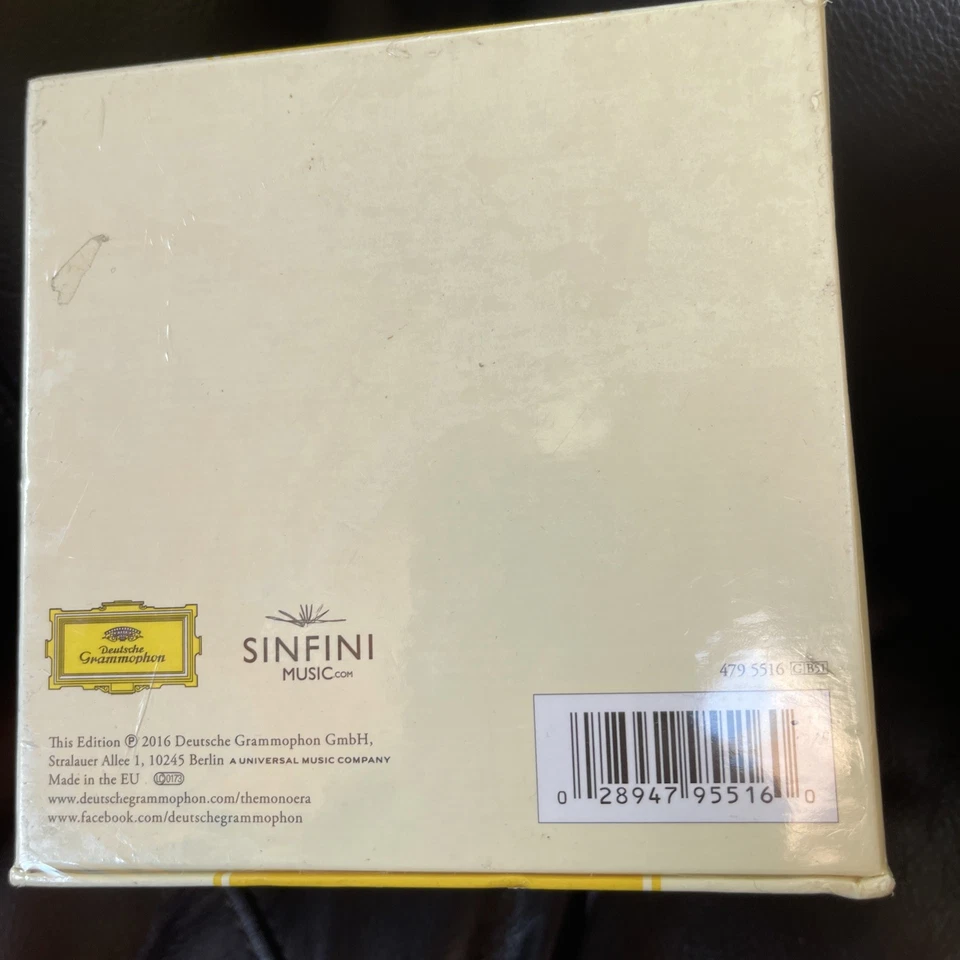 Deutsche
Grammophon
SINFINI
MUSIC.COM
479 5516 GB51
This Edition ℗ 2016 Deutsche Grammophon GmbH,
Stralauer Allee 1, 10245 Berlin A UNIVERSAL MUSIC COMPANY
Made in the EU LC0173
www.deutschegrammophon.com/themonoera
www.facebook.com/deutschegrammophon
0 28947 95516 0